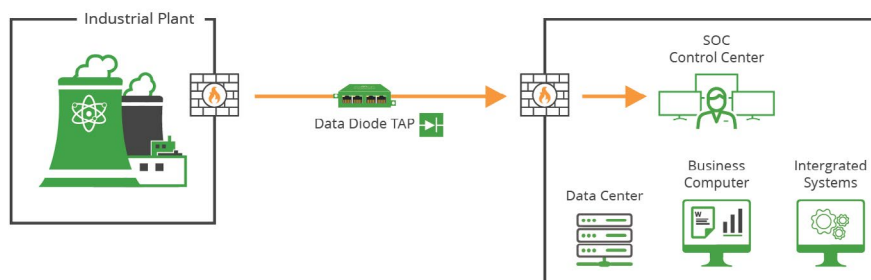 Industrial Plant
Data Diode TAP
SOC
Control Center
Data Center
Business
Computer
W
Intergrated
Systems